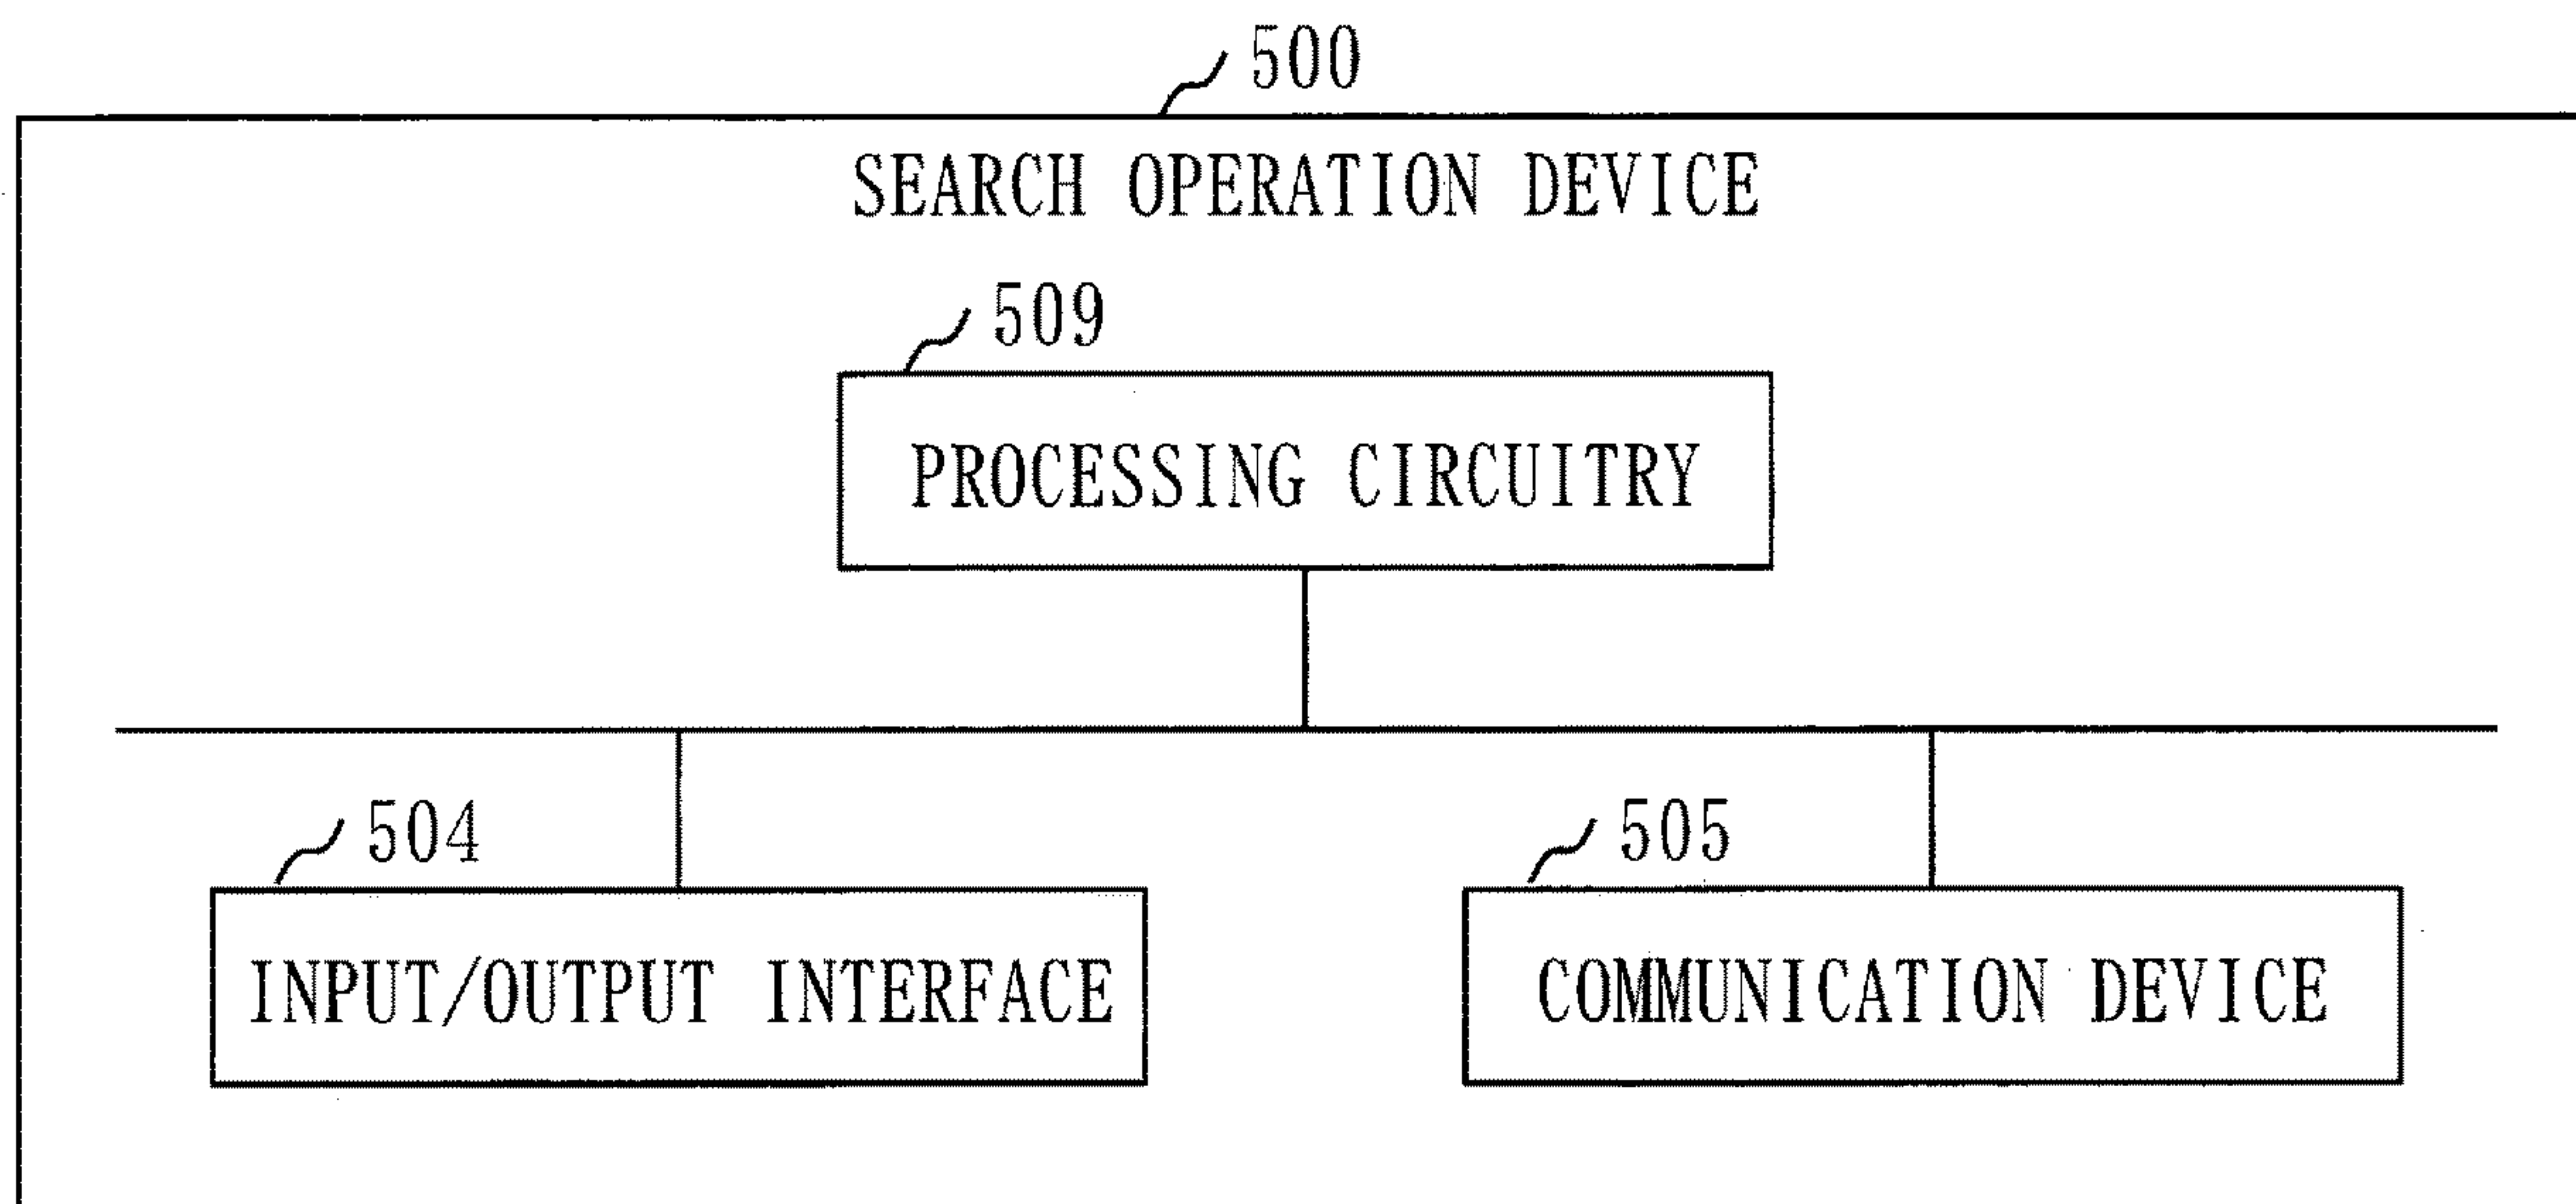 500
SEARCH OPERATION DEVICE
509
PROCESSING CIRCUITRY
504
505
INPUT/OUTPUT INTERFACE
COMMUNICATION DEVICE